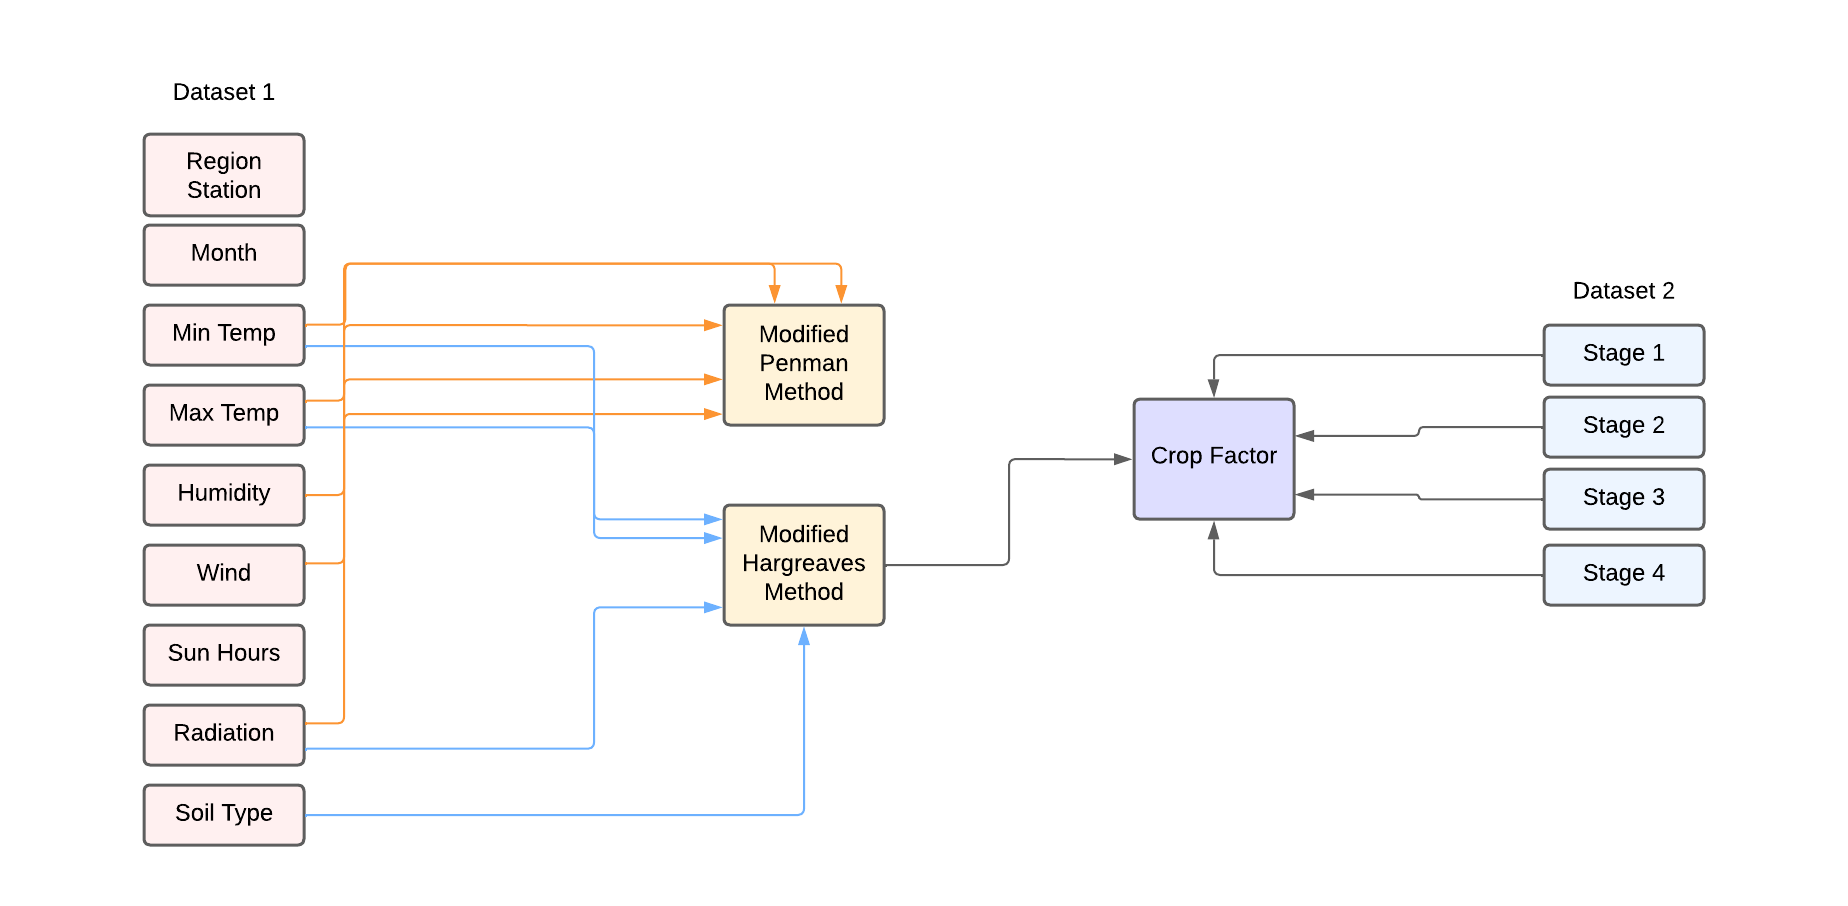 Dataset 1
Region
Station
Month
Min Temp
Max Temp
Humidity
Wind
Sun Hours
Radiation
Soil Type
Modified
Penman
Method
Modified
Hargreaves
Method
Crop Factor
Dataset 2
Stage 1
Stage 2
Stage 3
Stage 4